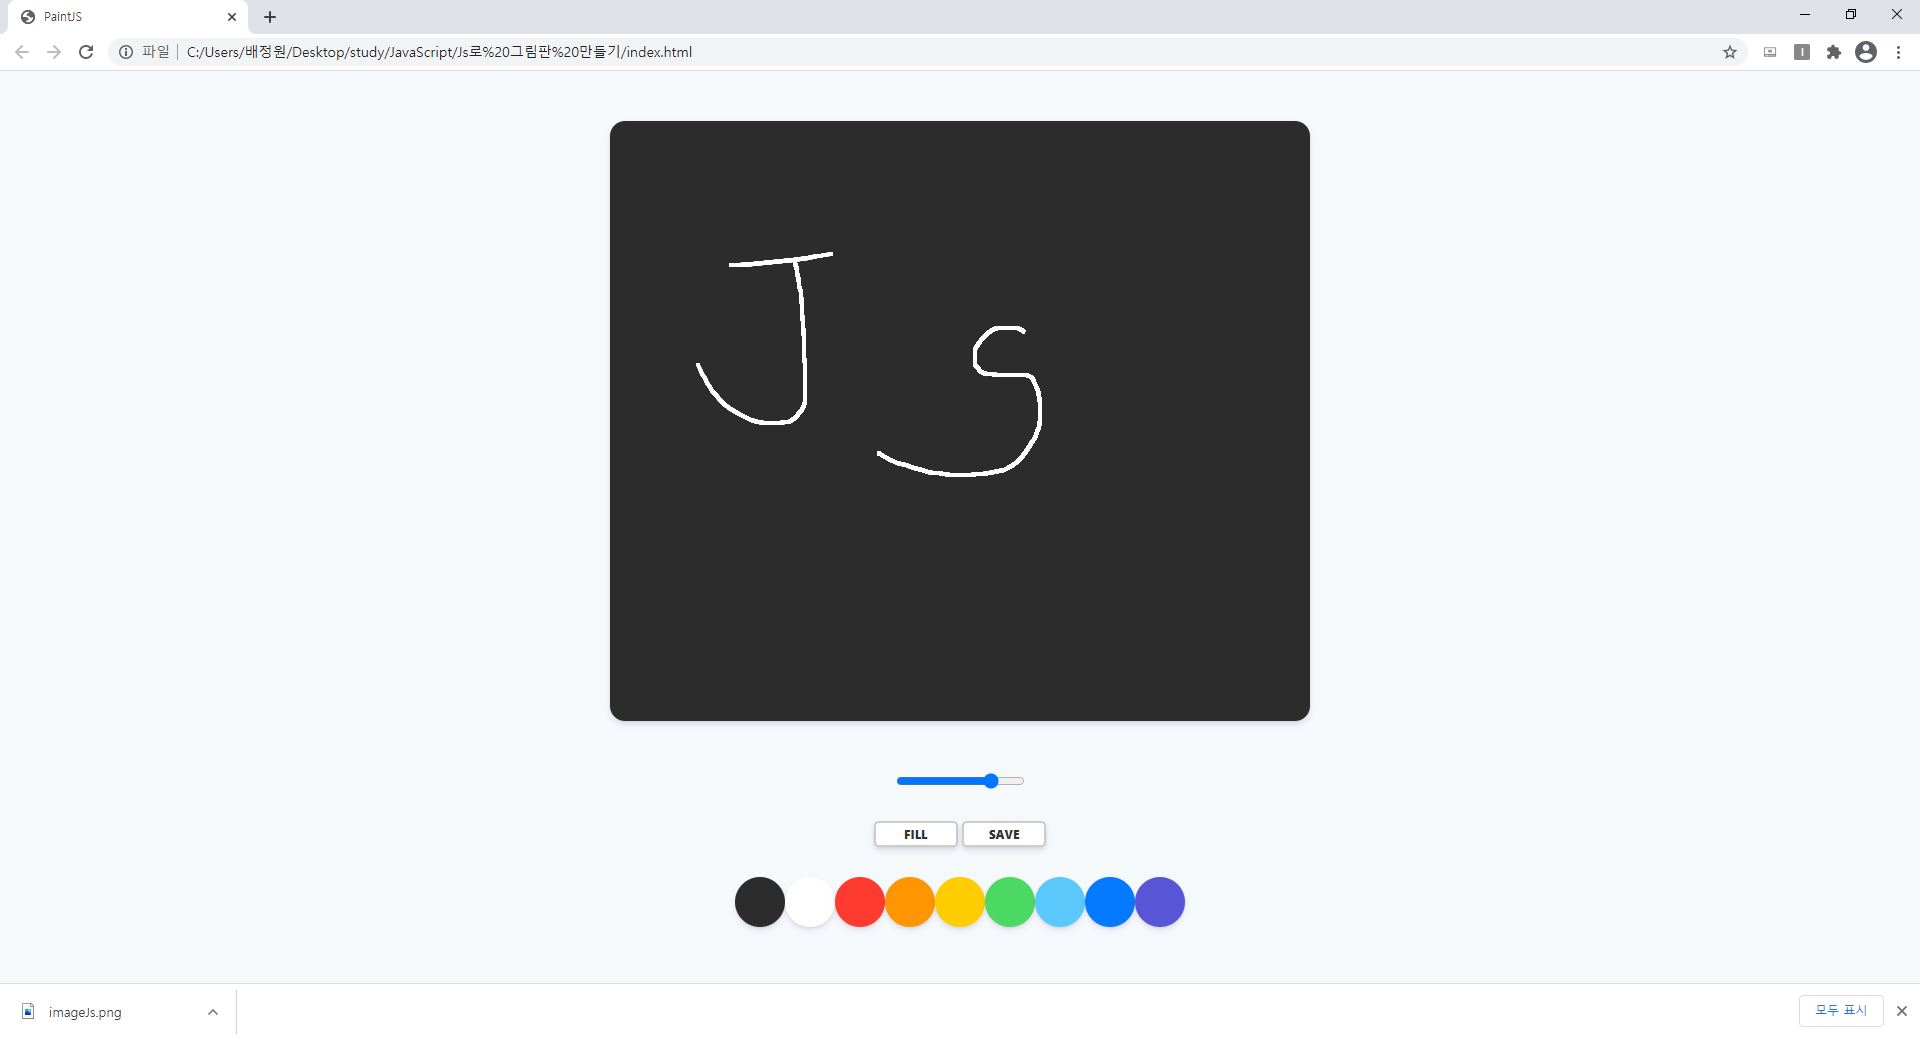 PaintJS
파일 C:/Users/배정원/Desktop/study/JavaScript/Js로%20그림판%20만들기/index.html
J s
FILL SAVE
imageJs.png
모두 표시